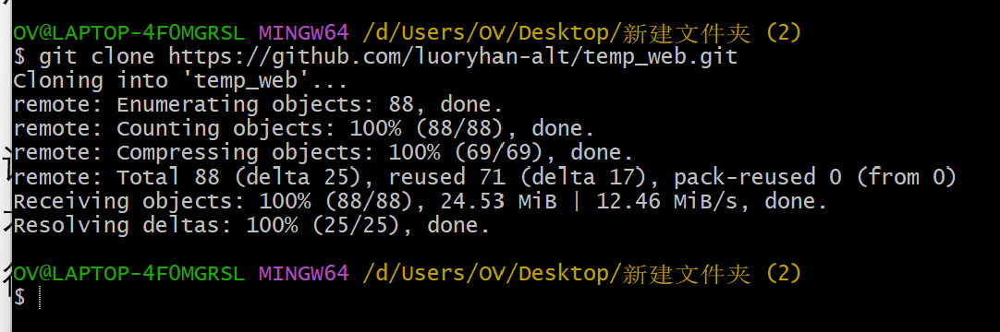 OV@LAPTOP-4F0MGRSL MINGW64 /d/Users/OV/Desktop/新建文件夹 (2)
$ git clone https://github.com/luoryhan-alt/temp_web.git
Cloning into 'temp_web'...
remote: Enumerating objects: 88, done.
remote: Counting objects: 100% (88/88), done.
remote: Compressing objects: 100% (69/69), done.
remote: Total 88 (delta 25), reused 71 (delta 17), pack-reused 0 (from 0)
Receiving objects: 100% (88/88), 24.53 MiB | 12.46 MiB/s, done.
Resolving deltas: 100% (25/25), done.
OV@LAPTOP-4F0MGRSL MINGW64 /d/Users/OV/Desktop/新建文件夹 (2)
$